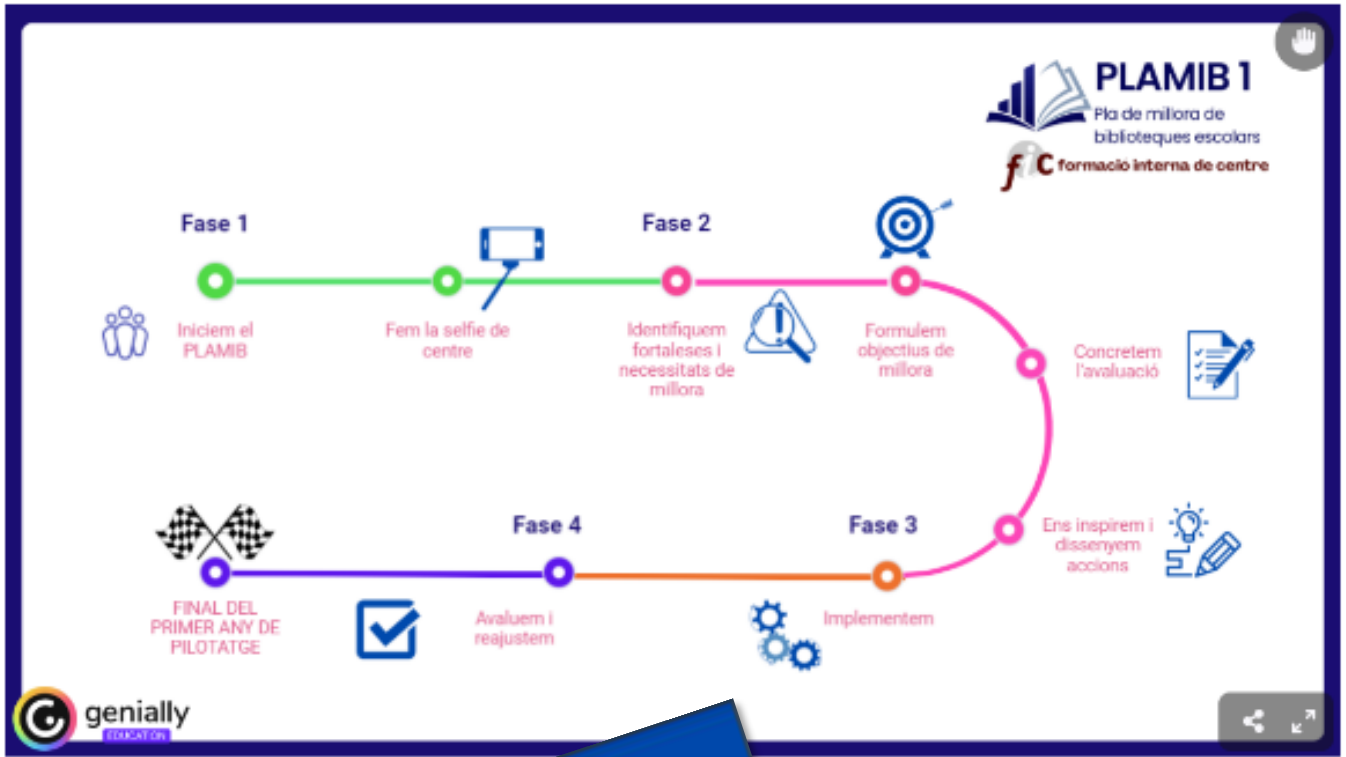 PLAMIB 1
Pla de millora de
biblioteques escolars
fic formació interna de centre
Fase 1
Fase 2
Iniciem el
PLAMIB
Fem la selfie de
centre
Identifiquem
fortaleses i
necessitats de
millora
Formulem
objectius de
millora
Concretem
l'avaluació
Ens inspirem i
dissenyem
accions
Fase 4
Fase 3
FINAL DEL
PRIMER ANY DE
PILOTATGE
Avaluem i
reajustem
Implementem
genially
EDUCATION